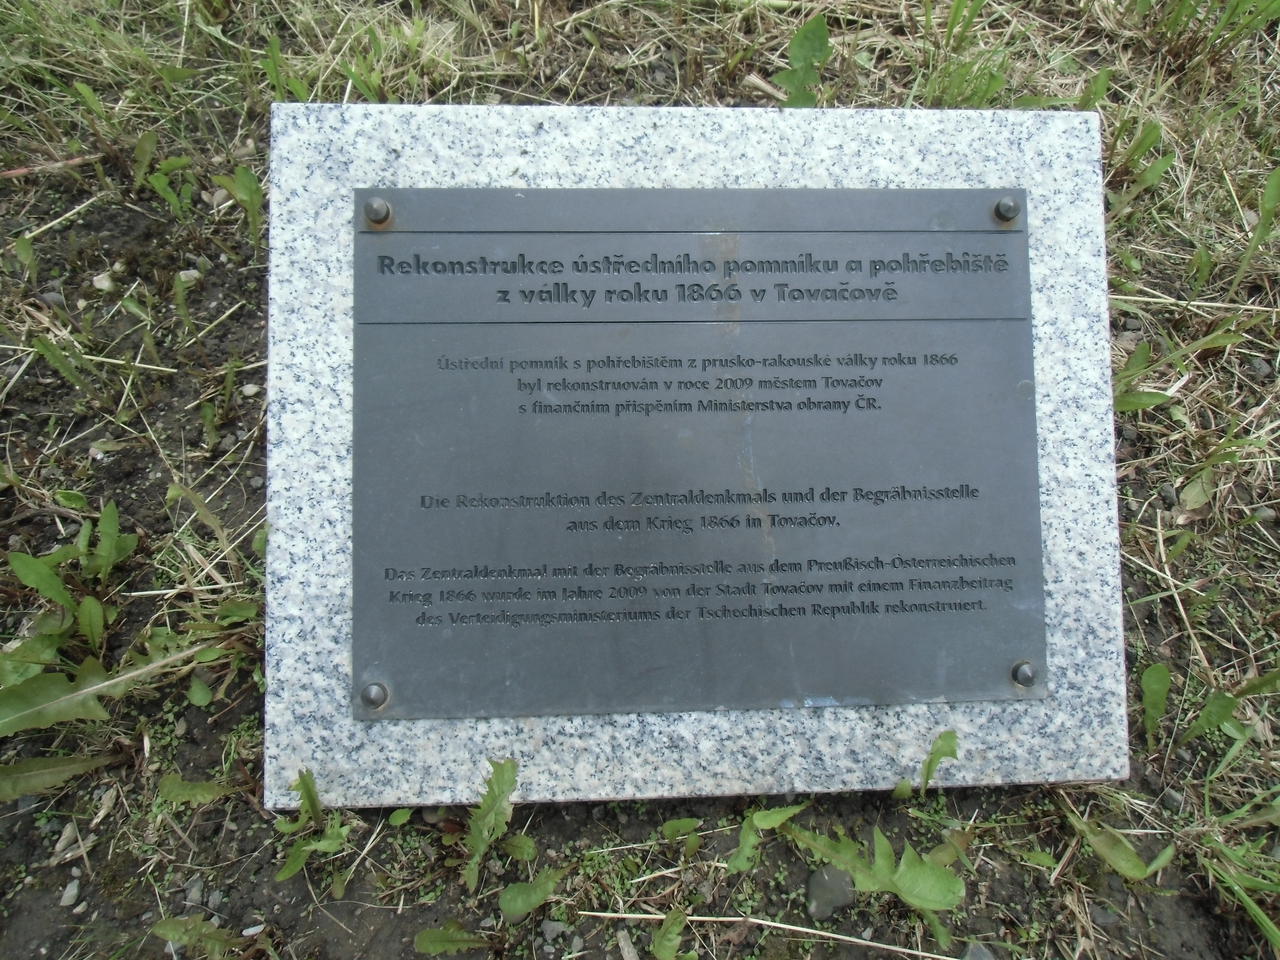 Rekonstrukce ústředního pomníku a pohřebiště
z války roku 1866 v Tovačově
Ústřední pomník s pohřebištěm z prusko-rakouské války roku 1866
byl rekonstruován v roce 2009 městem Tovačov
s finančním přispěním Ministerstva obrany ČR.
Die Rekonstruktion des Zentraldenkmals und der Begräbnisstelle
aus dem Krieg 1866 in Tovačov.
Das Zentraldenkmal mit der Begräbnisstelle aus dem Preußisch-Österreichischen
Krieg 1866 wurde im Jahre 2009 von der Stadt Tovačov mit einem Finanzbeitrag
des Verteidigungsministeriums der Tschechischen Republik rekonstruiert.